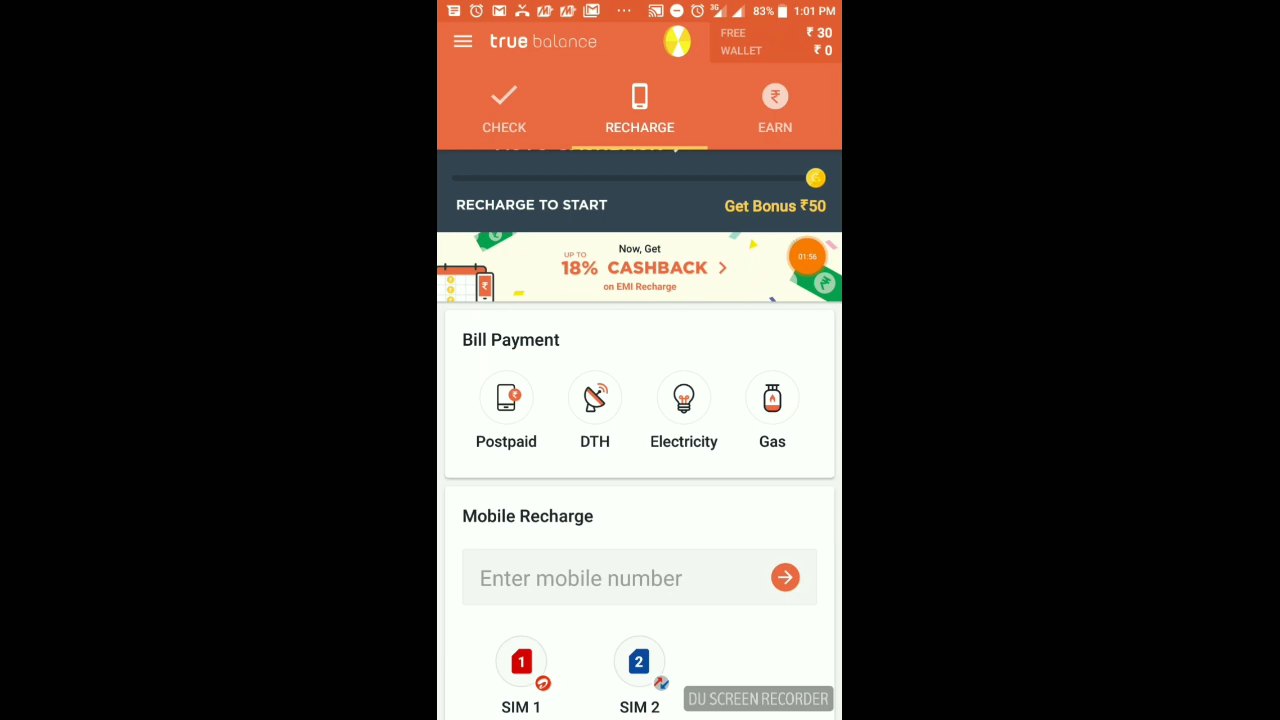 3G 83% 1:01 PM
true balance
FREE ₹ 30
WALLET ₹ 0
CHECK RECHARGE EARN
RECHARGE TO START Get Bonus ₹50
Now, Get
UP TO
18% CASHBACK
on EMI Recharge
01:56
Bill Payment
Postpaid DTH Electricity Gas
Mobile Recharge
Enter mobile number
1 2
SIM 1 SIM 2
DU SCREEN RECORDER